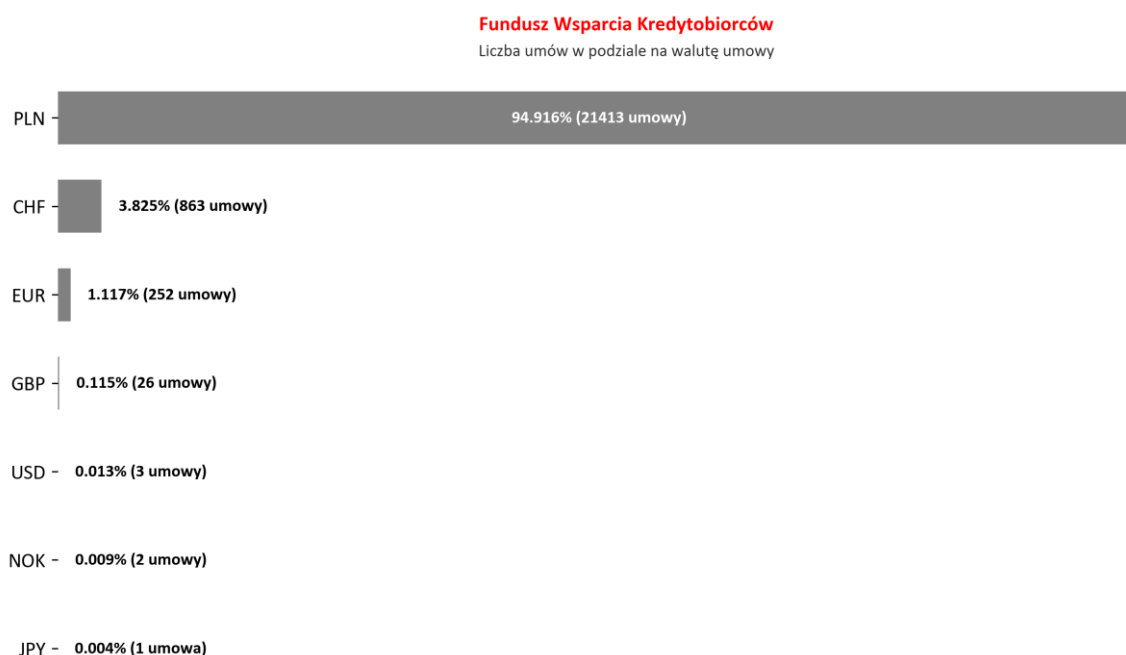 Fundusz Wsparcia Kredytobiorców
Liczba umów w podziale na walutę umowy
PLN 94.916% (21413 umowy)
CHF 3.825% (863 umowy)
EUR 1.117% (252 umowy)
GBP 0.115% (26 umowy)
USD 0.013% (3 umowy)
NOK 0.009% (2 umowy)
JPY 0.004% (1 umowa)